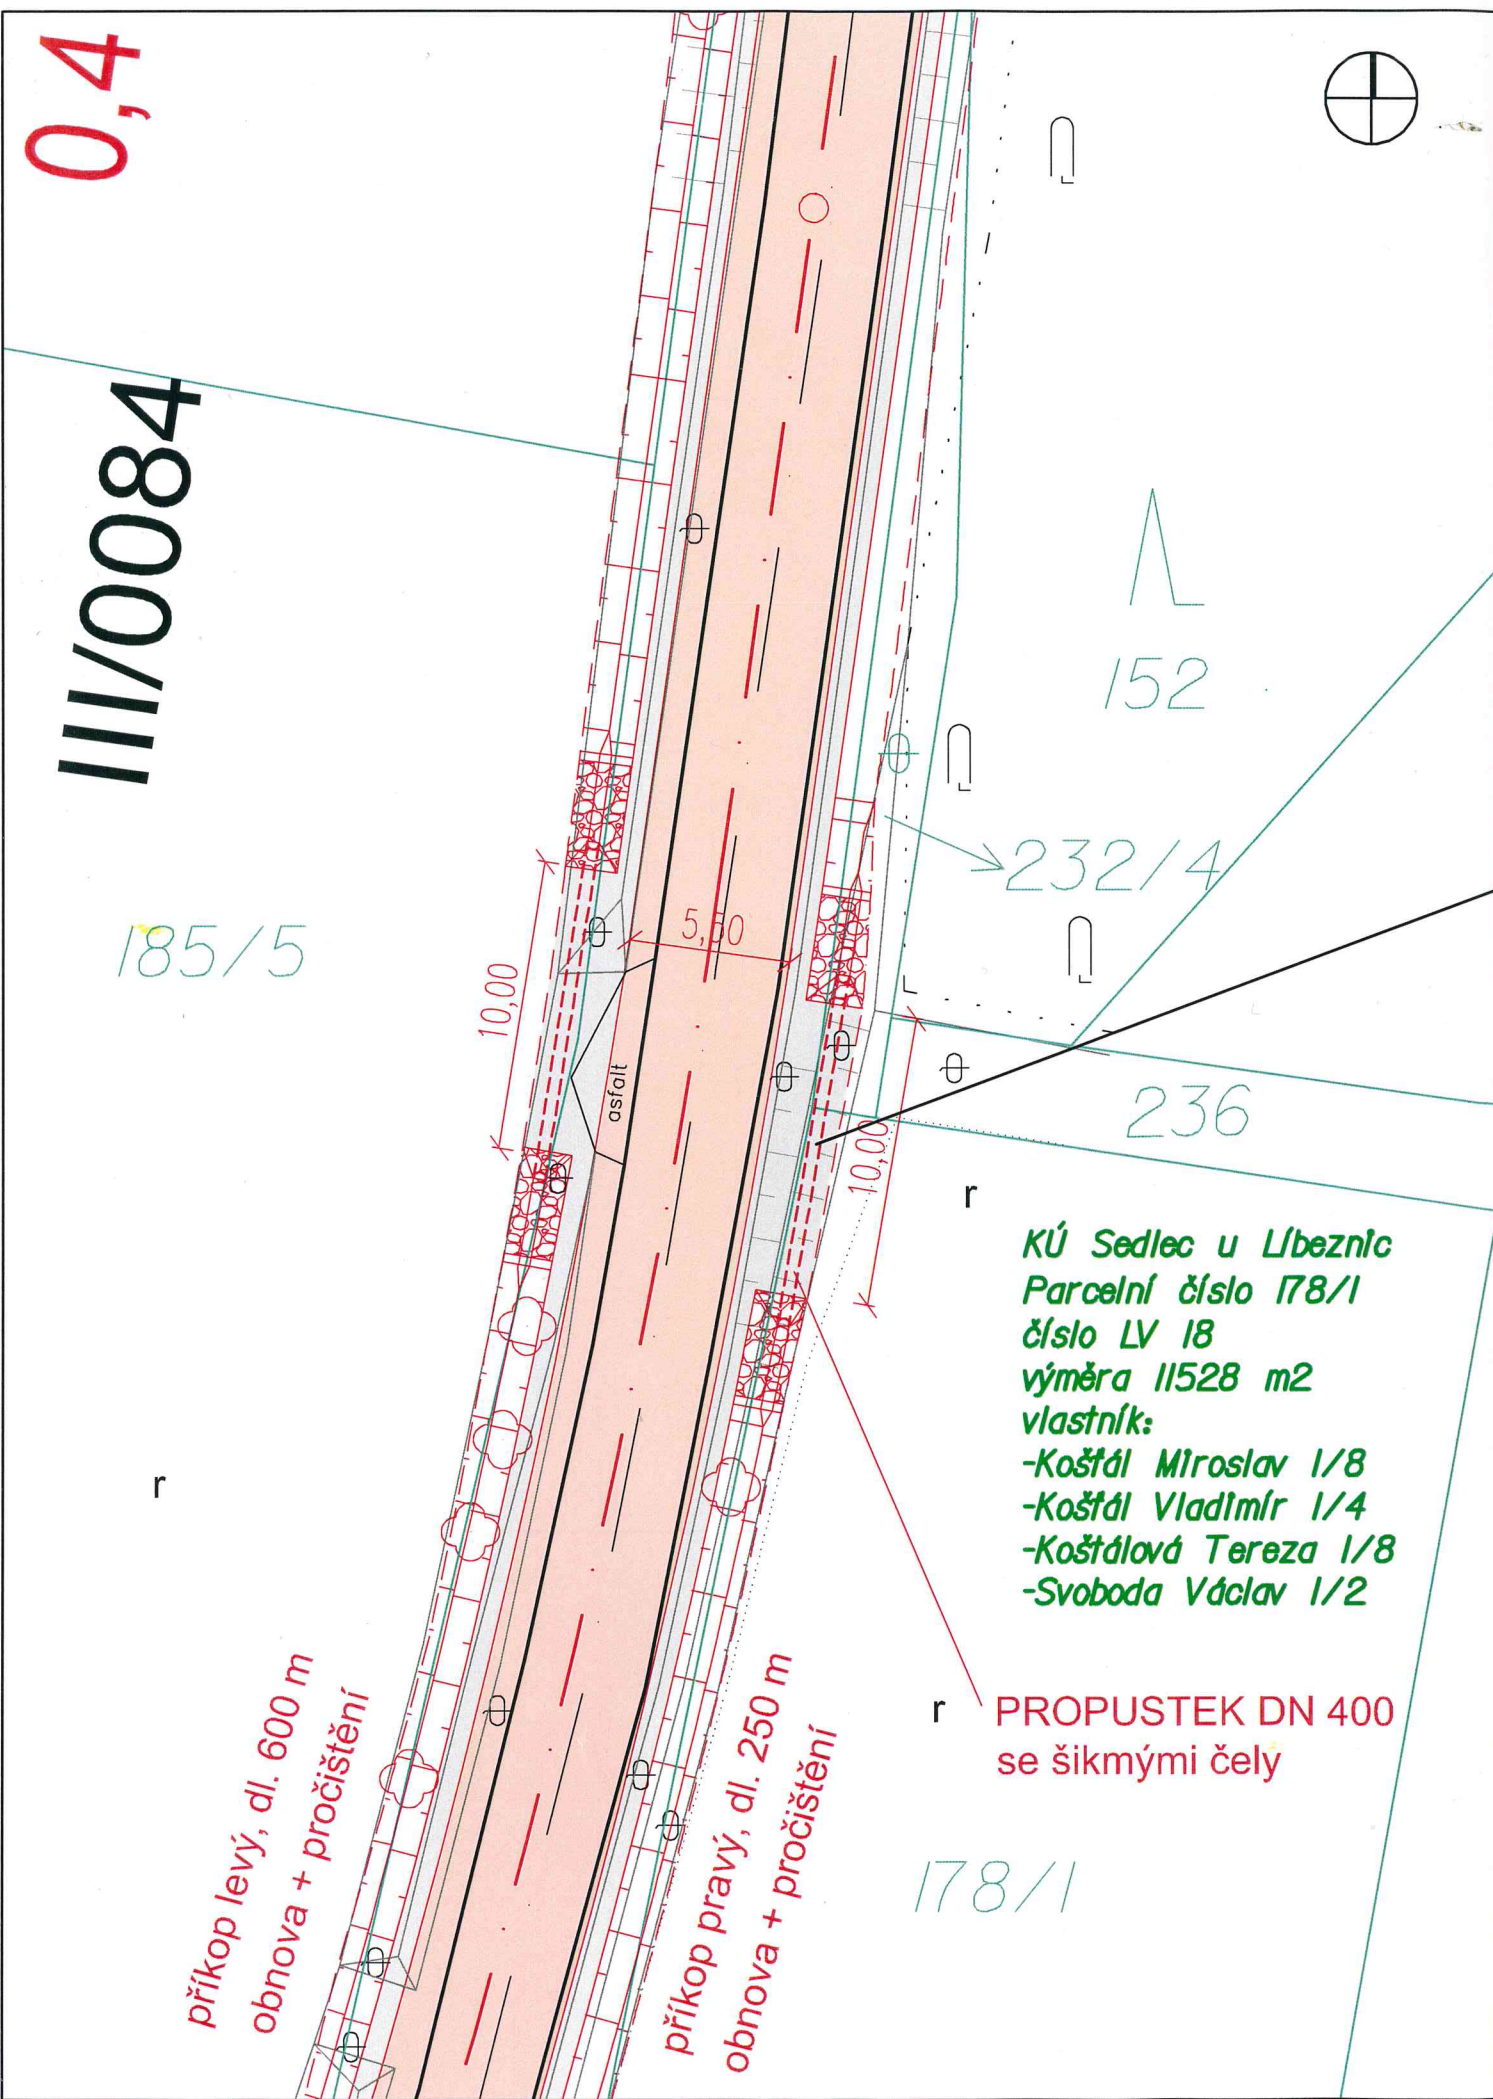 0,4
III/0084
152
232/4
185/5
5,50
10,00
asfalt
236
10,00
r
KÚ Sedlec u Líbeznic
Parcelní číslo 178/1
číslo LV 18
výměra 11528 m2
vlastník:
-Košťál Miroslav 1/8
-Košťál Vladimír 1/4
-Košťálová Tereza 1/8
-Svoboda Václav 1/2
r
příkop levý, dl. 600 m
obnova + pročištění
příkop pravý, dl. 250 m
obnova + pročištění
r
PROPUSTEK DN 400
se šikmými čely
178/1